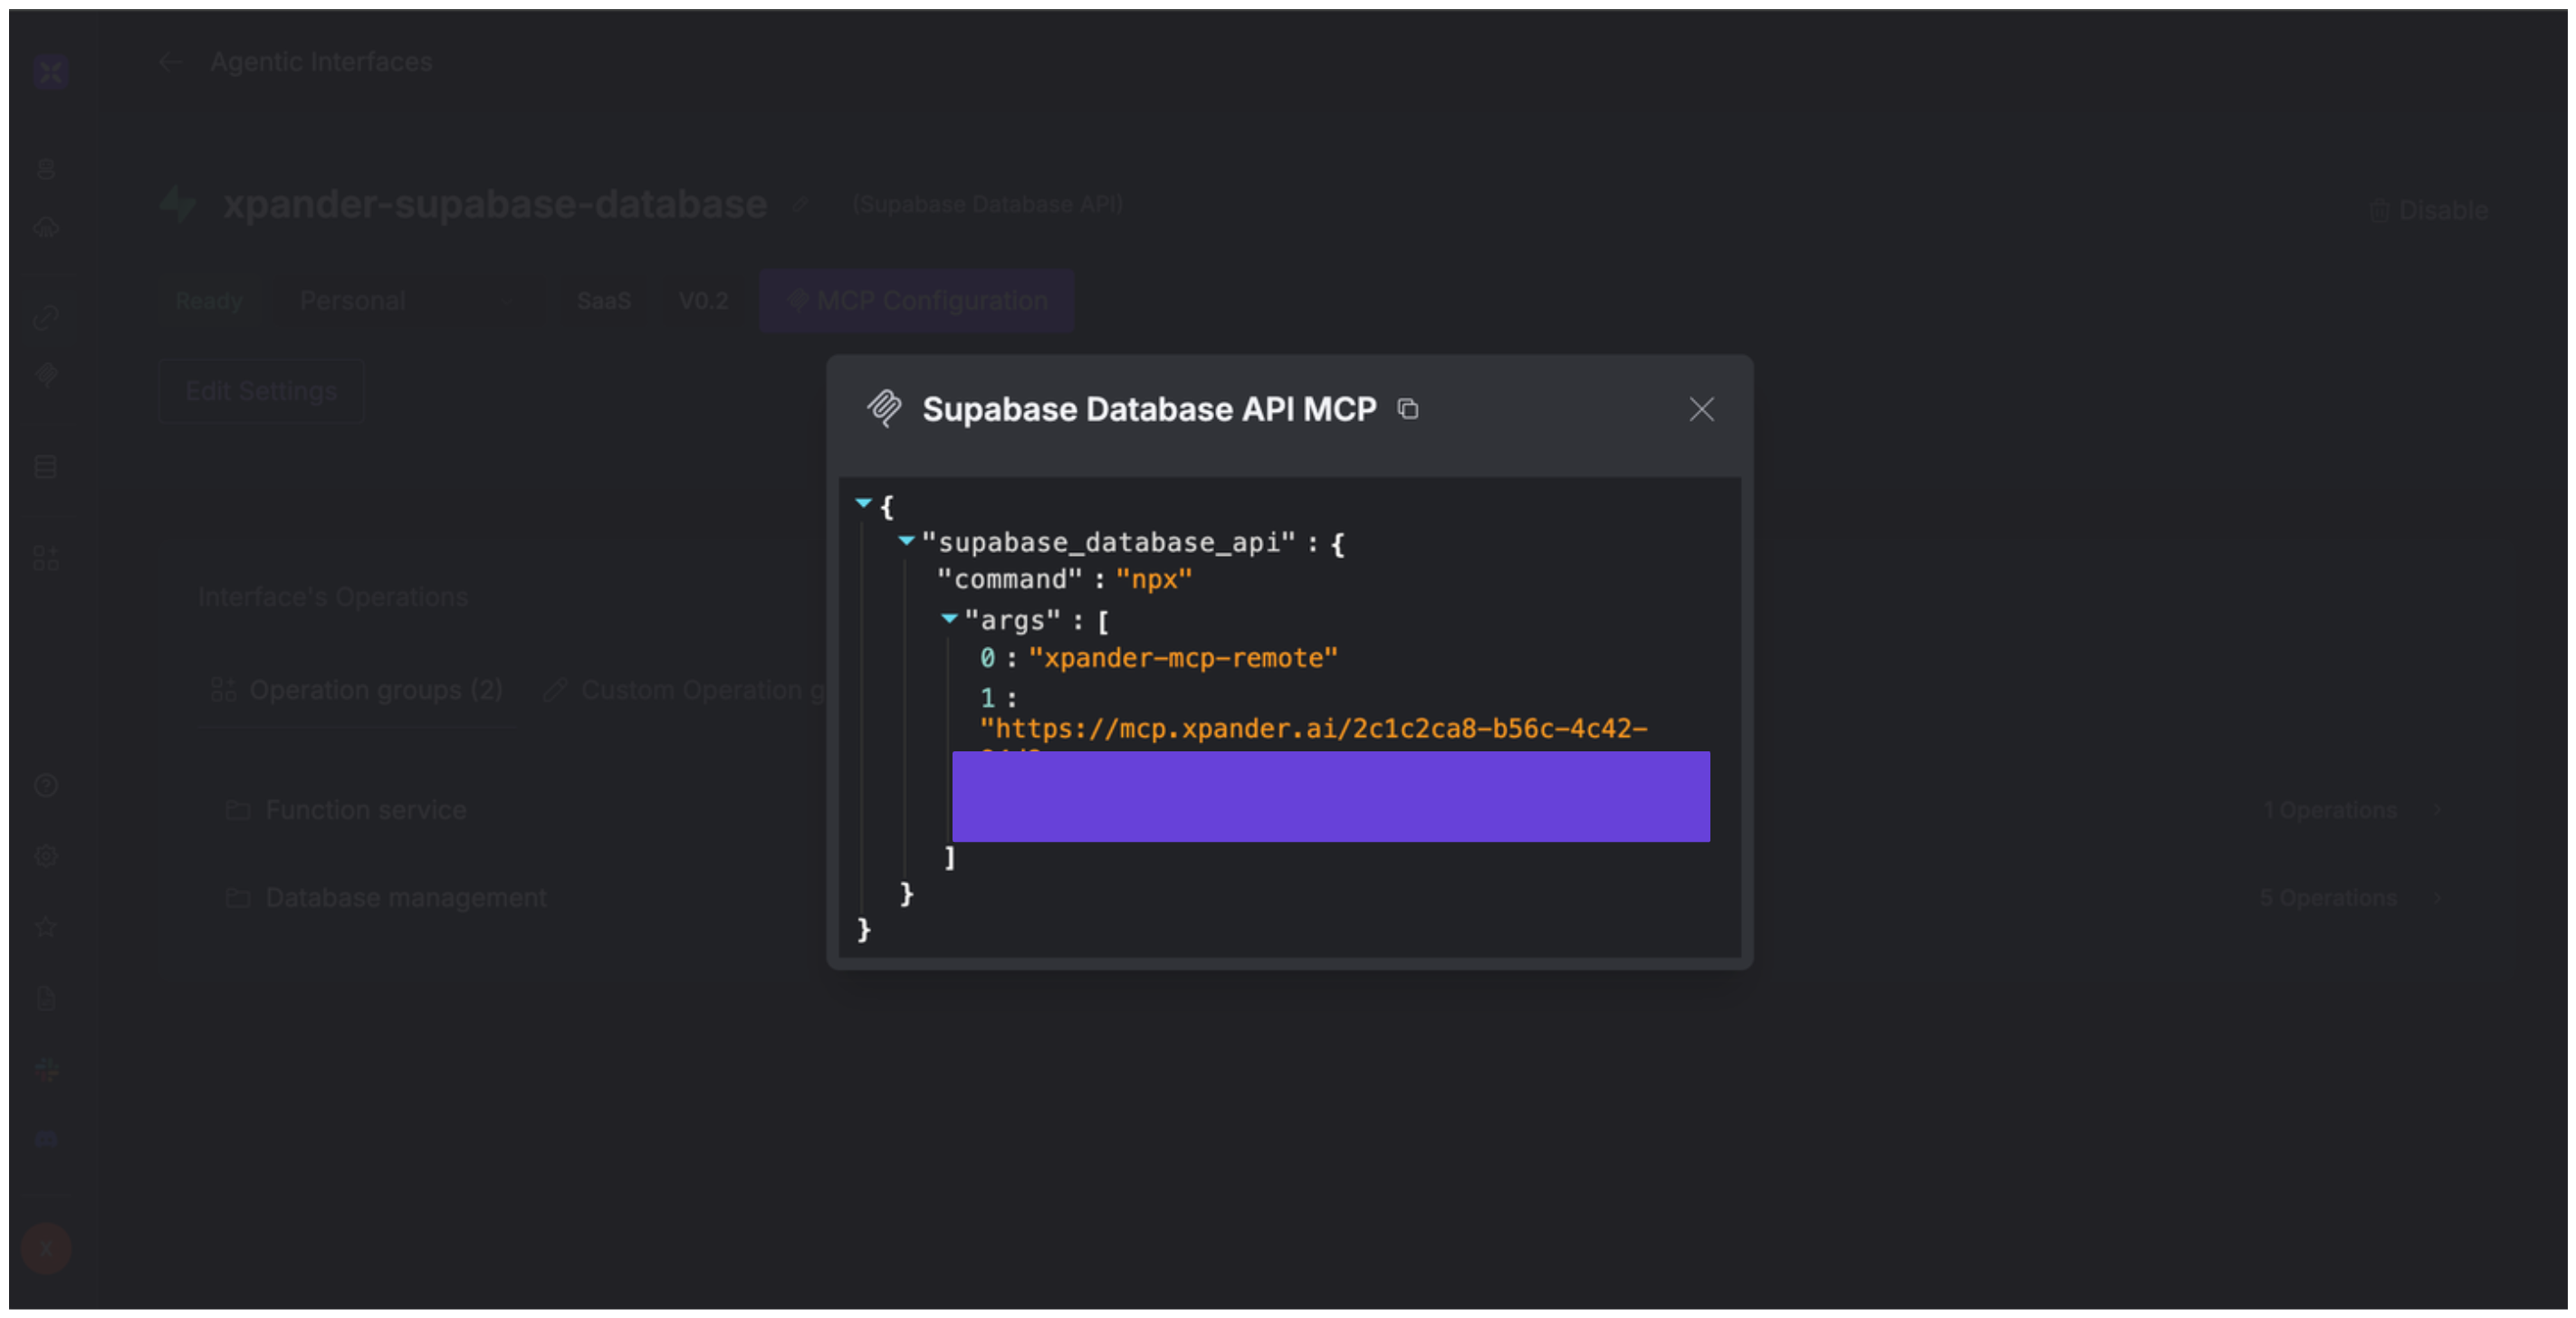 Agentic Interfaces
xpander-supabase-database
(Supabase Database API)
Disable
Ready
Personal
SaaS
V0.2
MCP Configuration
Edit Settings
Supabase Database API MCP
{
"supabase_database_api" : {
"command" : "npx"
"args" : [
0 : "xpander-mcp-remote"
1 :
"https://mcp.xpander.ai/2c1c2ca8-b56c-4c42-
]
}
}
Interface's Operations
Operation groups (2)
Custom Operation g
Function service
1 Operations
Database management
5 Operations
X